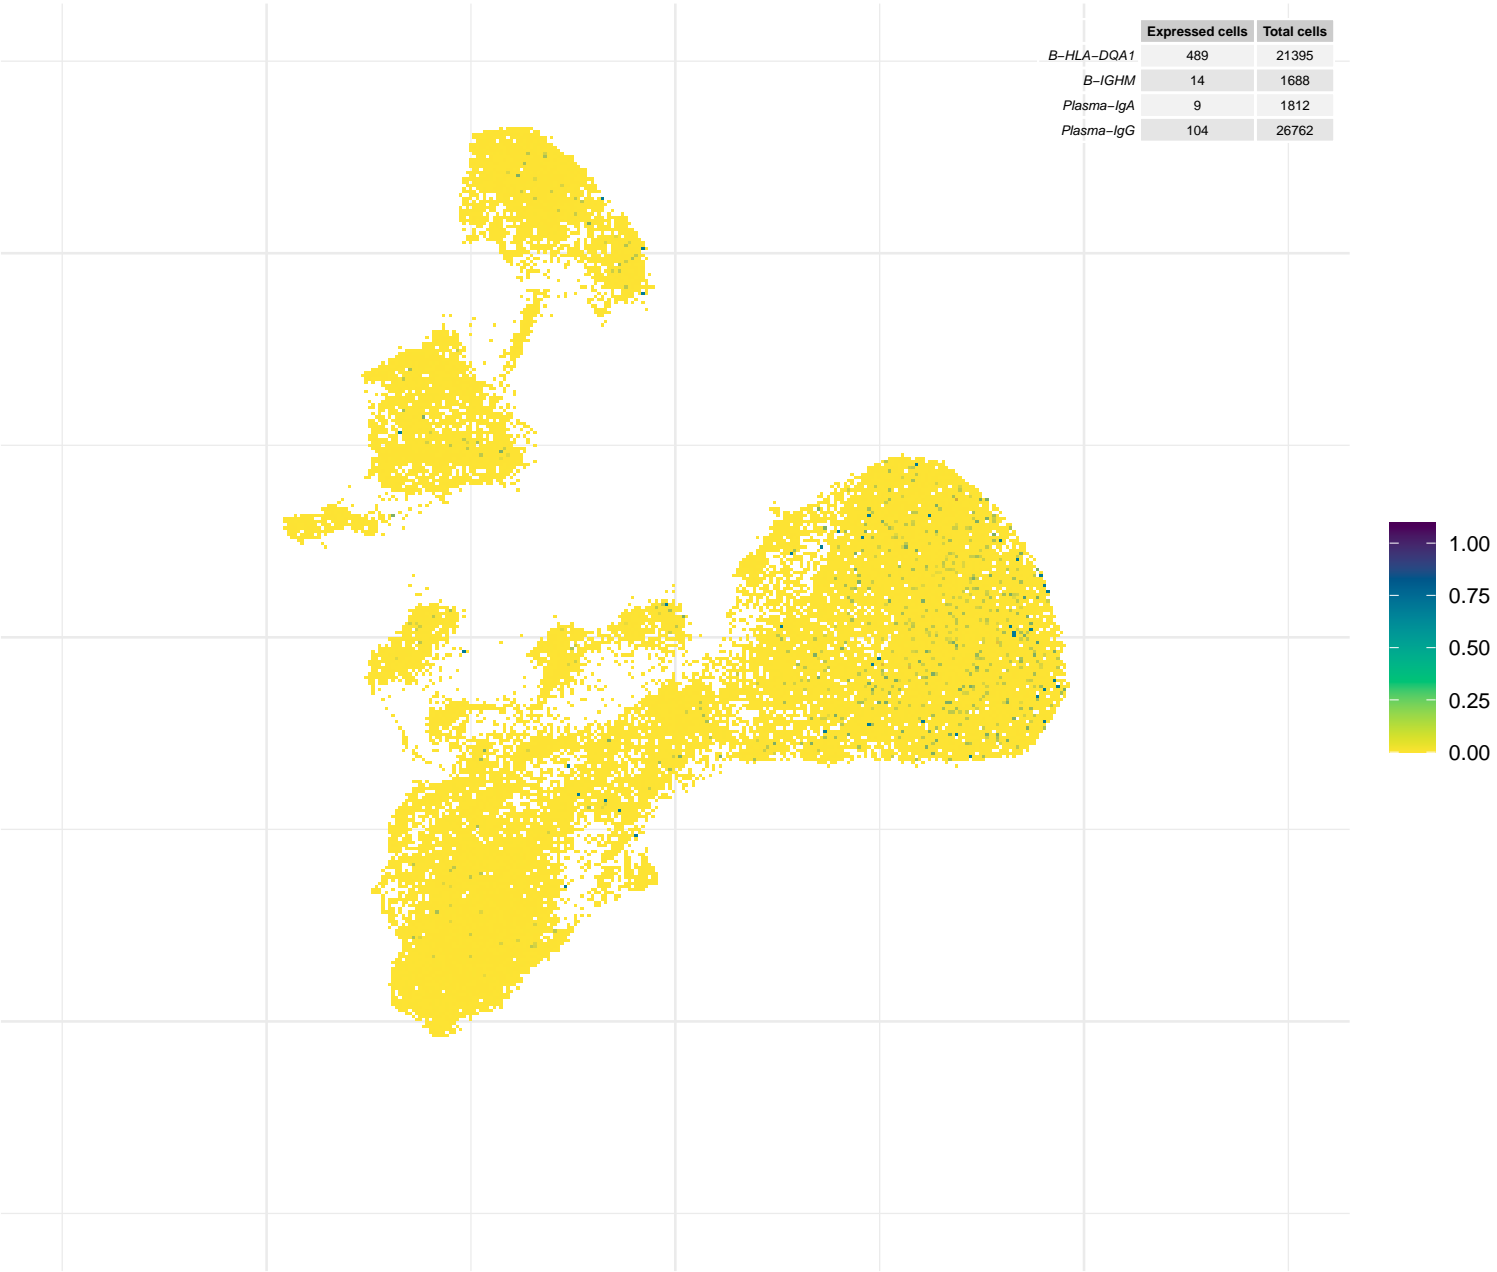 Expressed cells Total cells
B−HLA−DQA1 489 21395
B−IGHM 14 1688
Plasma−IgA 9 1812
Plasma−IgG 104 26762
1.00
0.75
0.50
0.25
0.00